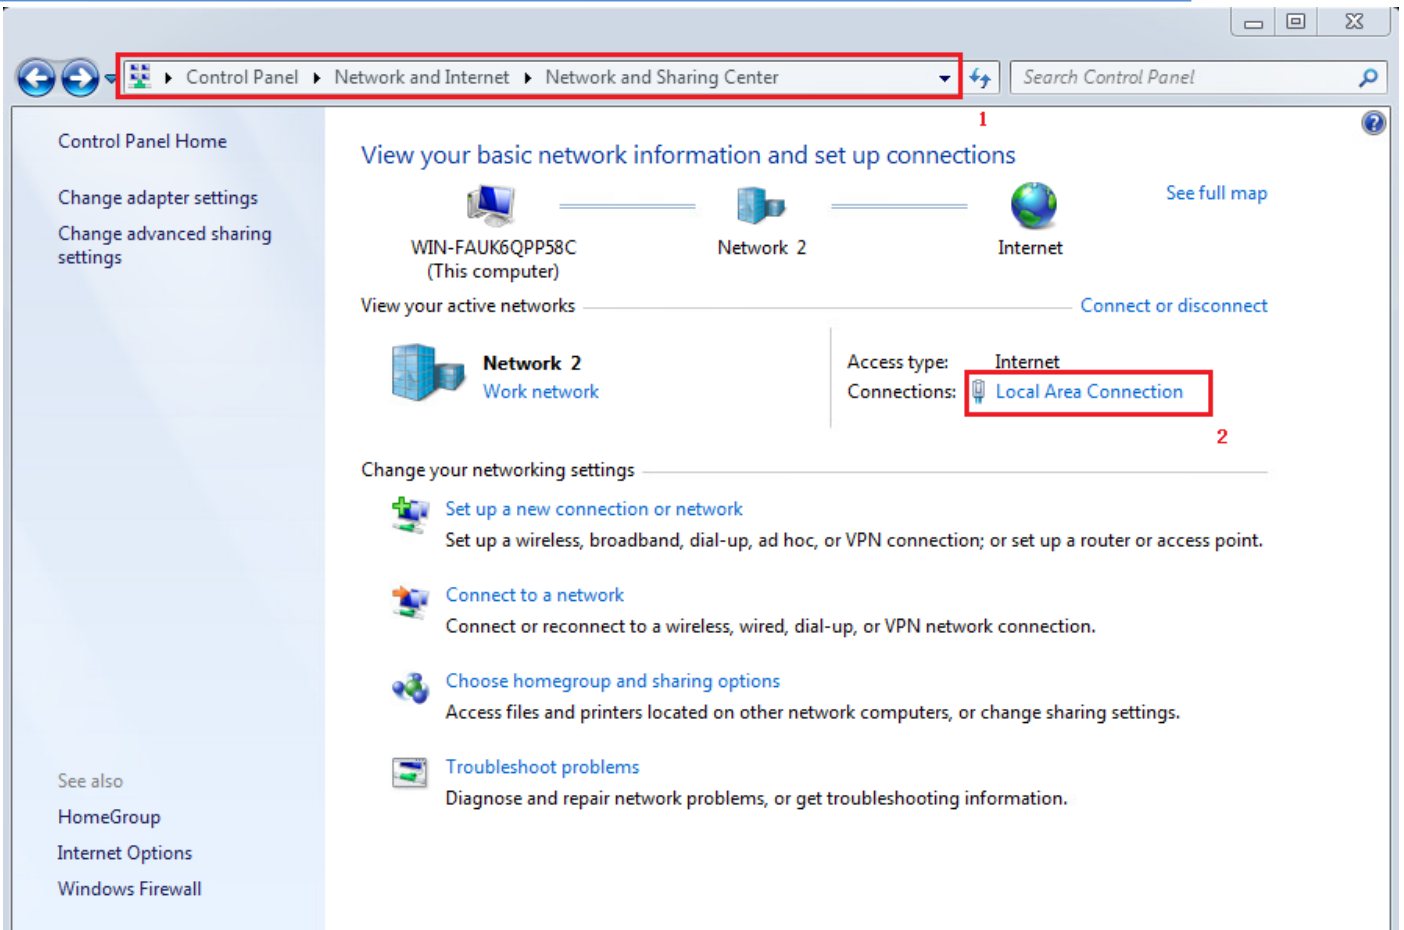 Control Panel Network and Internet Network and Sharing Center
Search Control Panel
1
Control Panel Home
Change adapter settings
Change advanced sharing
settings
View your basic network information and set up connections
See full map
WIN-FAUK6QPP58C
(This computer)
Network 2
Internet
View your active networks
Connect or disconnect
Network 2
Work network
Access type: Internet
Connections: Local Area Connection
2
Change your networking settings
Set up a new connection or network
Set up a wireless, broadband, dial-up, ad hoc, or VPN connection; or set up a router or access point.
Connect to a network
Connect or reconnect to a wireless, wired, dial-up, or VPN network connection.
Choose homegroup and sharing options
Access files and printers located on other network computers, or change sharing settings.
Troubleshoot problems
Diagnose and repair network problems, or get troubleshooting information.
See also
HomeGroup
Internet Options
Windows Firewall